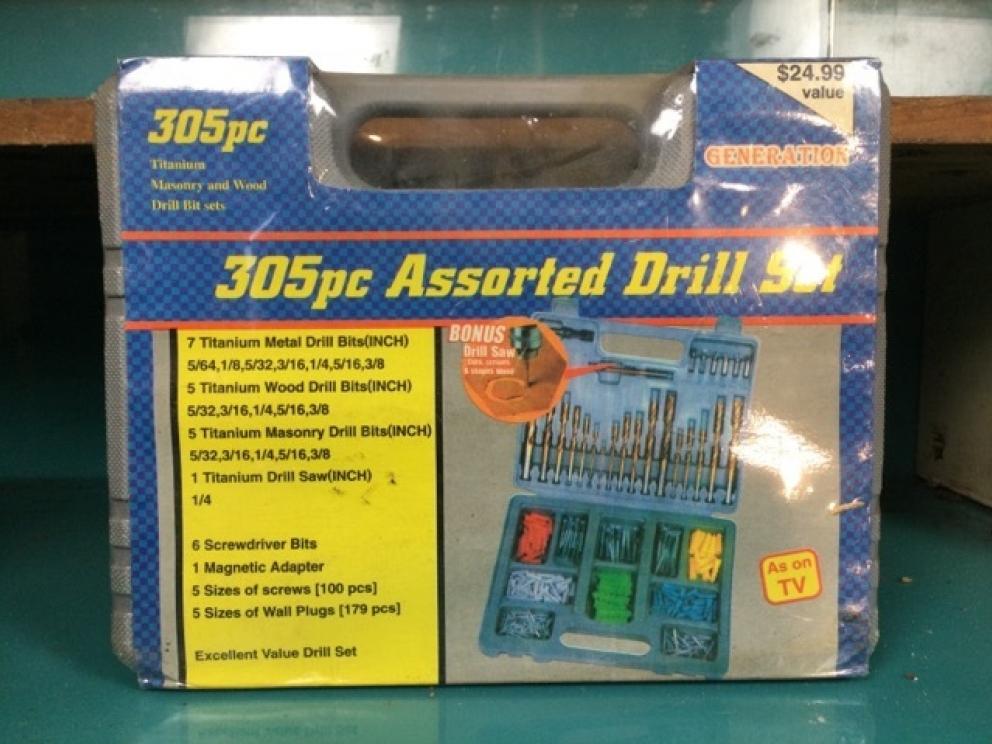 $24.99
value
305pc
GENERATION
Titanium
Masonry and Wood
Drill Bit sets
305pc Assorted Drill Set
7 Titanium Metal Drill Bits(INCH)
5/64,1/8,5/32,3/16,1/4,5/16,3/8
5 Titanium Wood Drill Bits(INCH)
5/32,3/16,1/4,5/16,3/8
5 Titanium Masonry Drill Bits(INCH)
5/32,3/16,1/4,5/16,3/8
1 Titanium Drill Saw(INCH)
1/4
6 Screwdriver Bits
1 Magnetic Adapter
5 Sizes of screws [100 pcs]
5 Sizes of Wall Plugs [179 pcs]
Excellent Value Drill Set
BONUS
Drill Saw
& shapes Wood
As on
TV